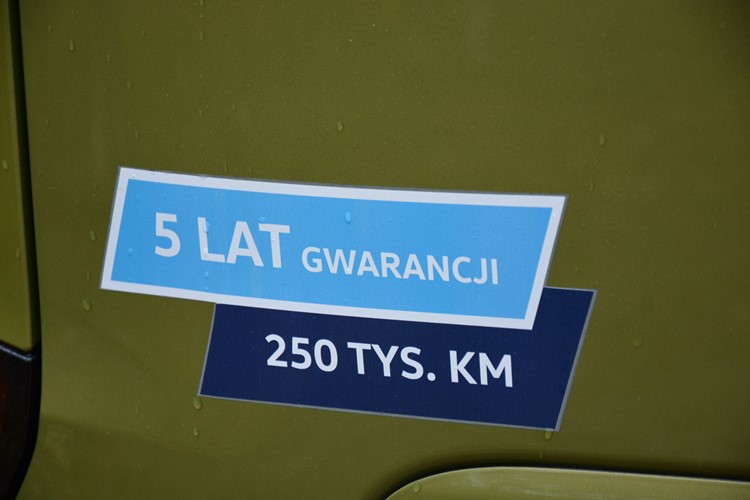 5 LAT GWARANCJI
250 TYS. KM